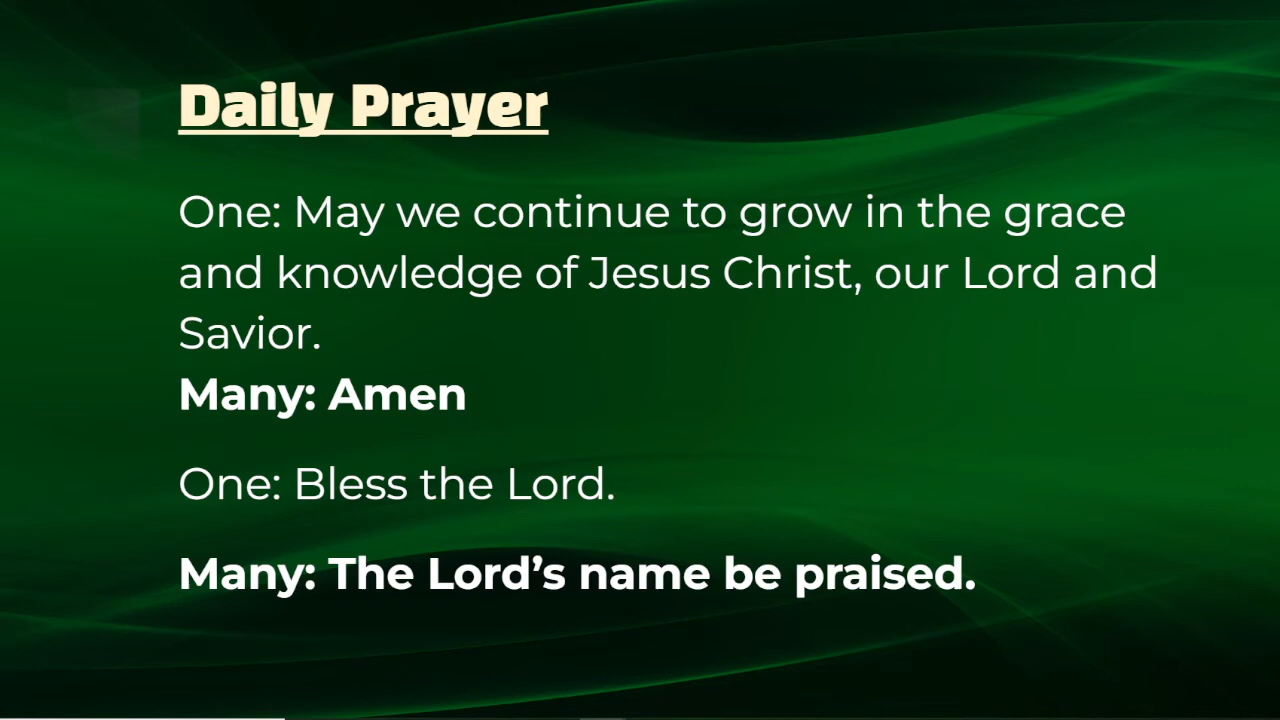 Daily Prayer
One: May we continue to grow in the grace
and knowledge of Jesus Christ, our Lord and
Savior.
Many: Amen
One: Bless the Lord.
Many: The Lord’s name be praised.